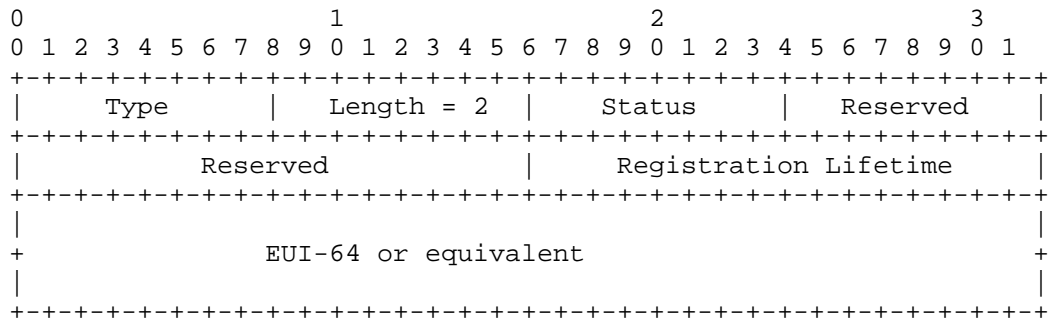 0                   1                   2                   3
0 1 2 3 4 5 6 7 8 9 0 1 2 3 4 5 6 7 8 9 0 1 2 3 4 5 6 7 8 9 0 1
+-+-+-+-+-+-+-+-+-+-+-+-+-+-+-+-+-+-+-+-+-+-+-+-+-+-+-+-+-+-+-+-+
|     Type      |   Length = 2  |    Status     |   Reserved    |
+-+-+-+-+-+-+-+-+-+-+-+-+-+-+-+-+-+-+-+-+-+-+-+-+-+-+-+-+-+-+-+-+
|           Reserved            |     Registration Lifetime     |
+-+-+-+-+-+-+-+-+-+-+-+-+-+-+-+-+-+-+-+-+-+-+-+-+-+-+-+-+-+-+-+-+
|                                                               |
+               EUI-64 or equivalent                            +
|                                                               |
+-+-+-+-+-+-+-+-+-+-+-+-+-+-+-+-+-+-+-+-+-+-+-+-+-+-+-+-+-+-+-+-+